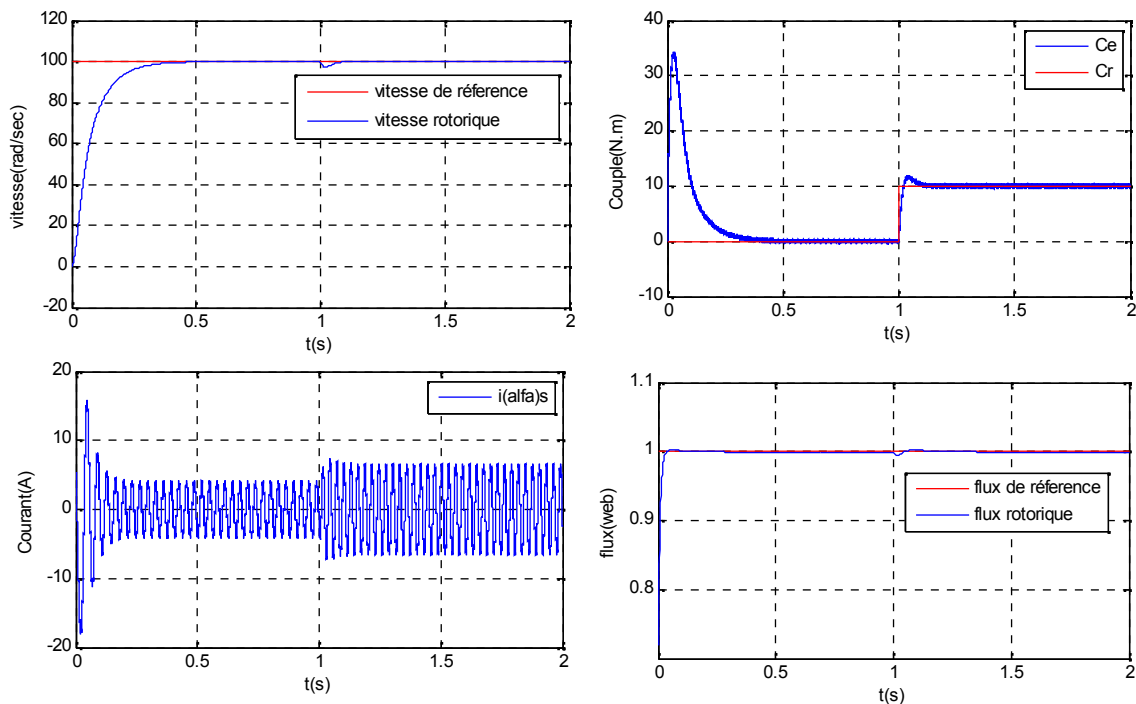 120
100
80
60
40
20
0
-20
vitesse(rad/sec)
vitesse de réference
vitesse rotorique
0
0.5
1
1.5
2
t(s)
40
30
20
10
0
-10
Couple(N.m)
Ce
Cr
0
0.5
1
1.5
2
t(s)
20
10
0
-10
-20
Courant(A)
i(alfa)s
0
0.5
1
1.5
2
t(s)
1.1
1
0.9
0.8
flux(web)
flux de réference
flux rotorique
0
0.5
1
1.5
2
t(s)